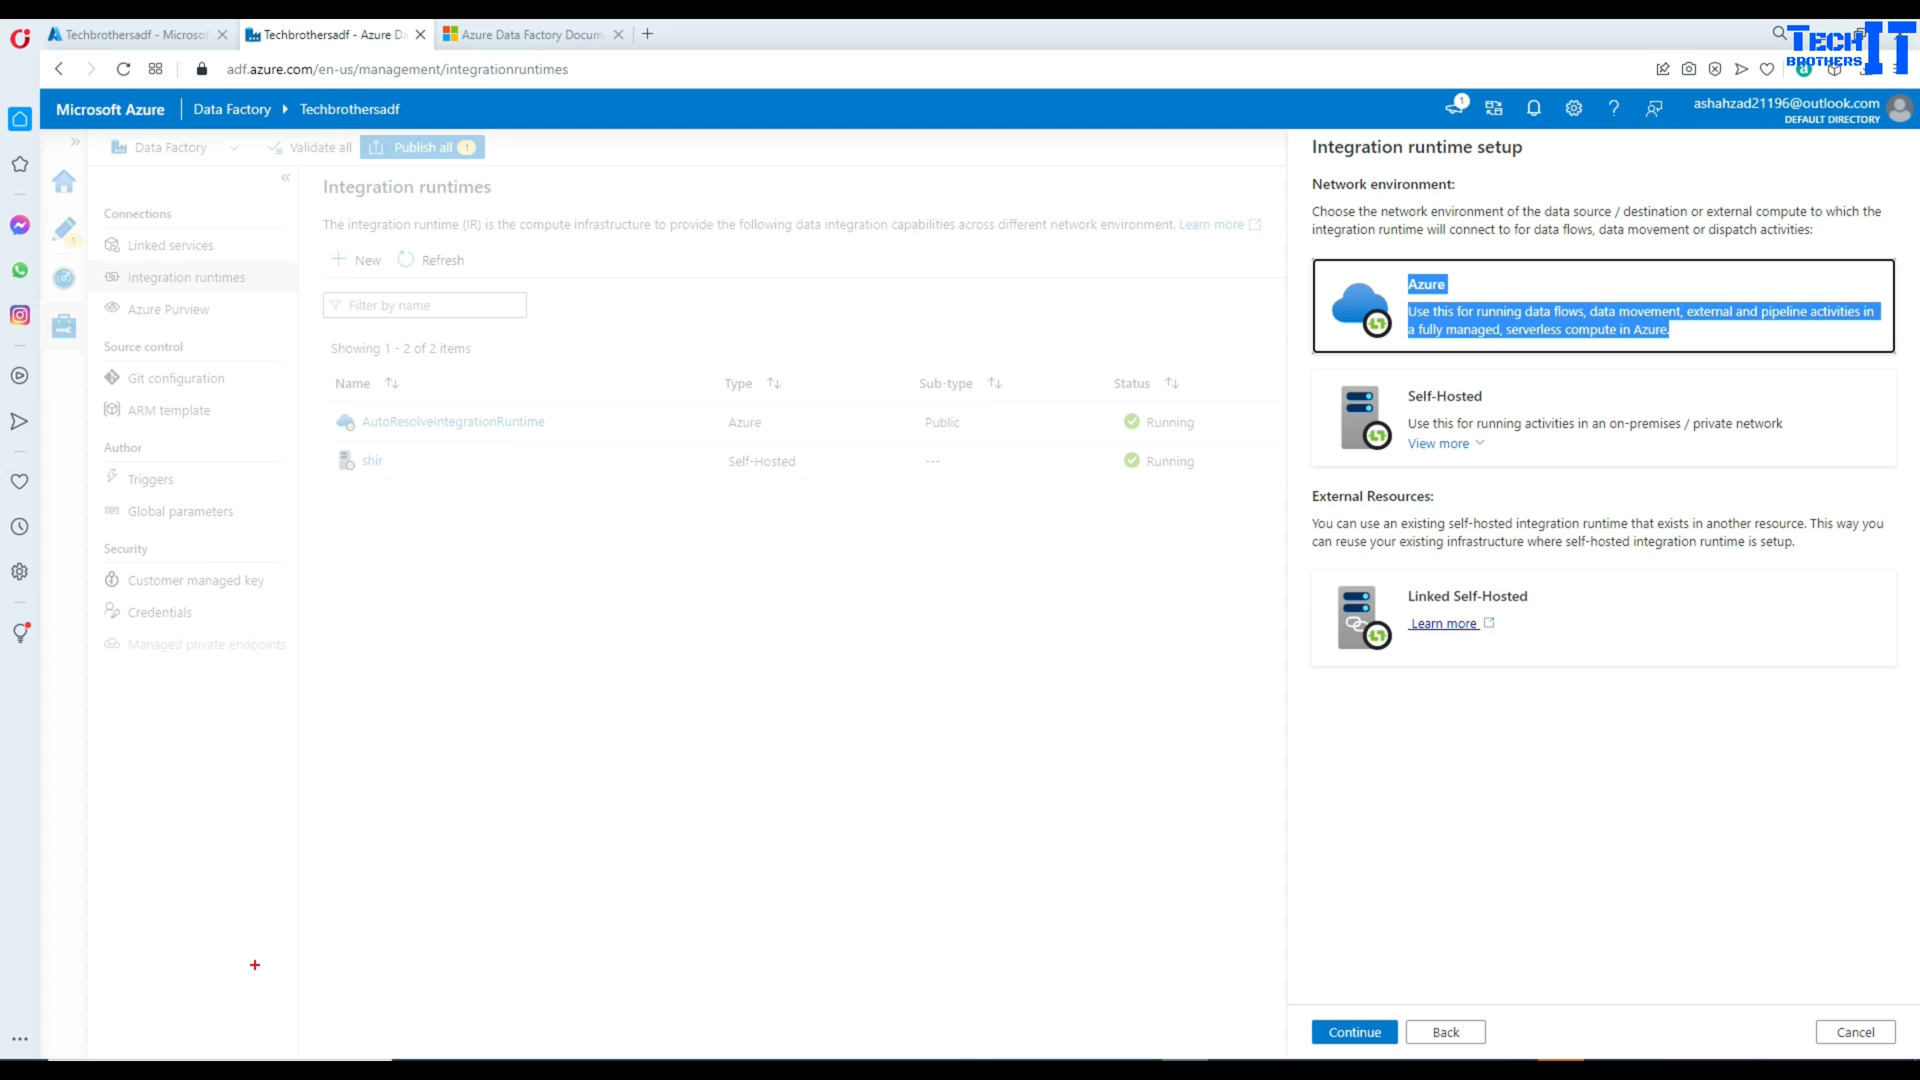 Techbrothersadf - Microsof
Techbrothersadf - Azure Da
Azure Data Factory Docum
TECH IT
BROTHERS
adf.azure.com/en-us/management/integrationruntimes
Microsoft Azure
Data Factory
Techbrothersadf
1
ashahzad21196@outlook.com
DEFAULT DIRECTORY
Data Factory
Validate all
Publish all 1
1
Connections
Linked services
Integration runtimes
Azure Purview
Source control
Git configuration
ARM template
Author
Triggers
Global parameters
Security
Customer managed key
Credentials
Managed private endpoints
Integration runtimes
The integration runtime (IR) is the compute infrastructure to provide the following data integration capabilities across different network environment. Learn more
New
Refresh
Filter by name
Showing 1 - 2 of 2 items
Name Type Sub-type Status
AutoResolveIntegrationRuntime Azure Public Running
shir Self-Hosted --- Running
Integration runtime setup
Network environment:
Choose the network environment of the data source / destination or external compute to which the
integration runtime will connect to for data flows, data movement or dispatch activities:
Azure
Use this for running data flows, data movement, external and pipeline activities in
a fully managed, serverless compute in Azure.
Self-Hosted
Use this for running activities in an on-premises / private network
View more
External Resources:
You can use an existing self-hosted integration runtime that exists in another resource. This way you
can reuse your existing infrastructure where self-hosted integration runtime is setup.
Linked Self-Hosted
Learn more
Continue
Back
Cancel